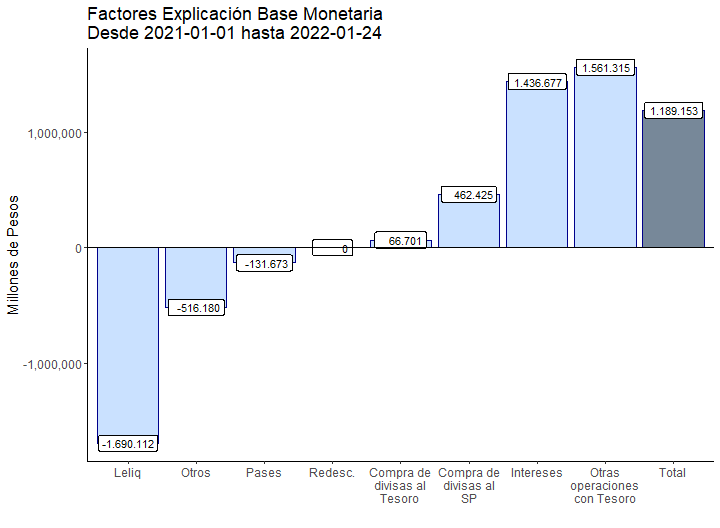 Factores Explicación Base Monetaria
Desde 2021-01-01 hasta 2022-01-24
Millones de Pesos
1,000,000
0
-1,000,000
-1.690.112
-516.180
-131.673
0
66.701
462.425
1.436.677
1.561.315
1.189.153
Leliq
Otros
Pases
Redesc.
Compra de
divisas al
Tesoro
Compra de
divisas al
SP
Intereses
Otras
operaciones
con Tesoro
Total